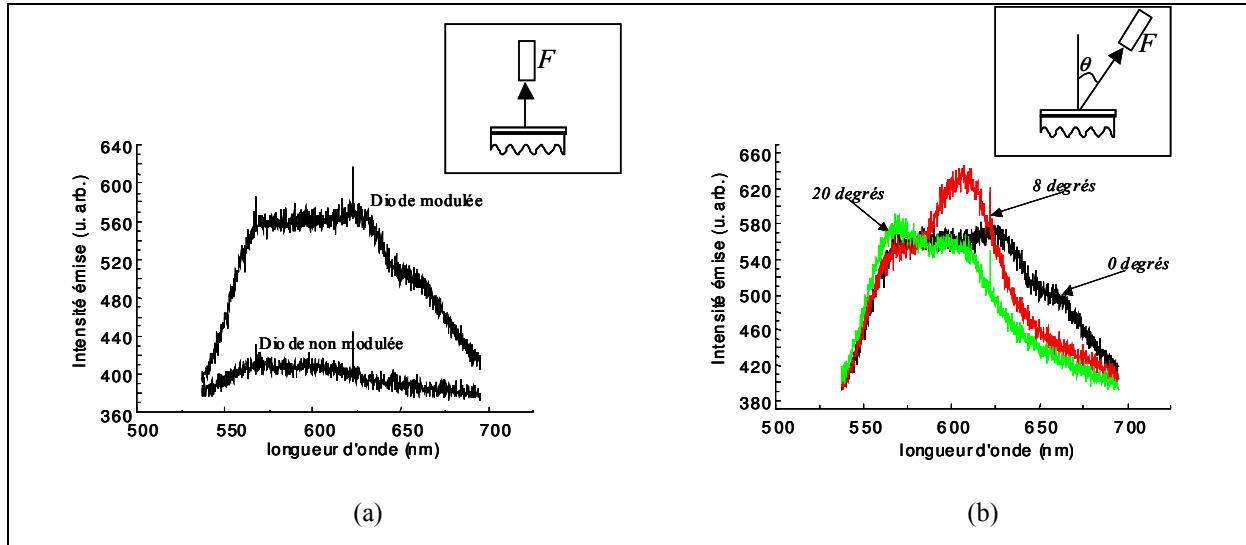 F
640
600
560
520
480
440
400
360
500
550
600
650
700
Intensité émise (u. arb.)
longueur d'onde (nm)
Diode modulée
Diode non modulée
(a)
F
θ
660
620
580
540
500
460
420
380
500
550
600
650
700
Intensité émise (u. arb.)
longueur d'onde (nm)
20 degrés
8 degrés
0 degrés
(b)